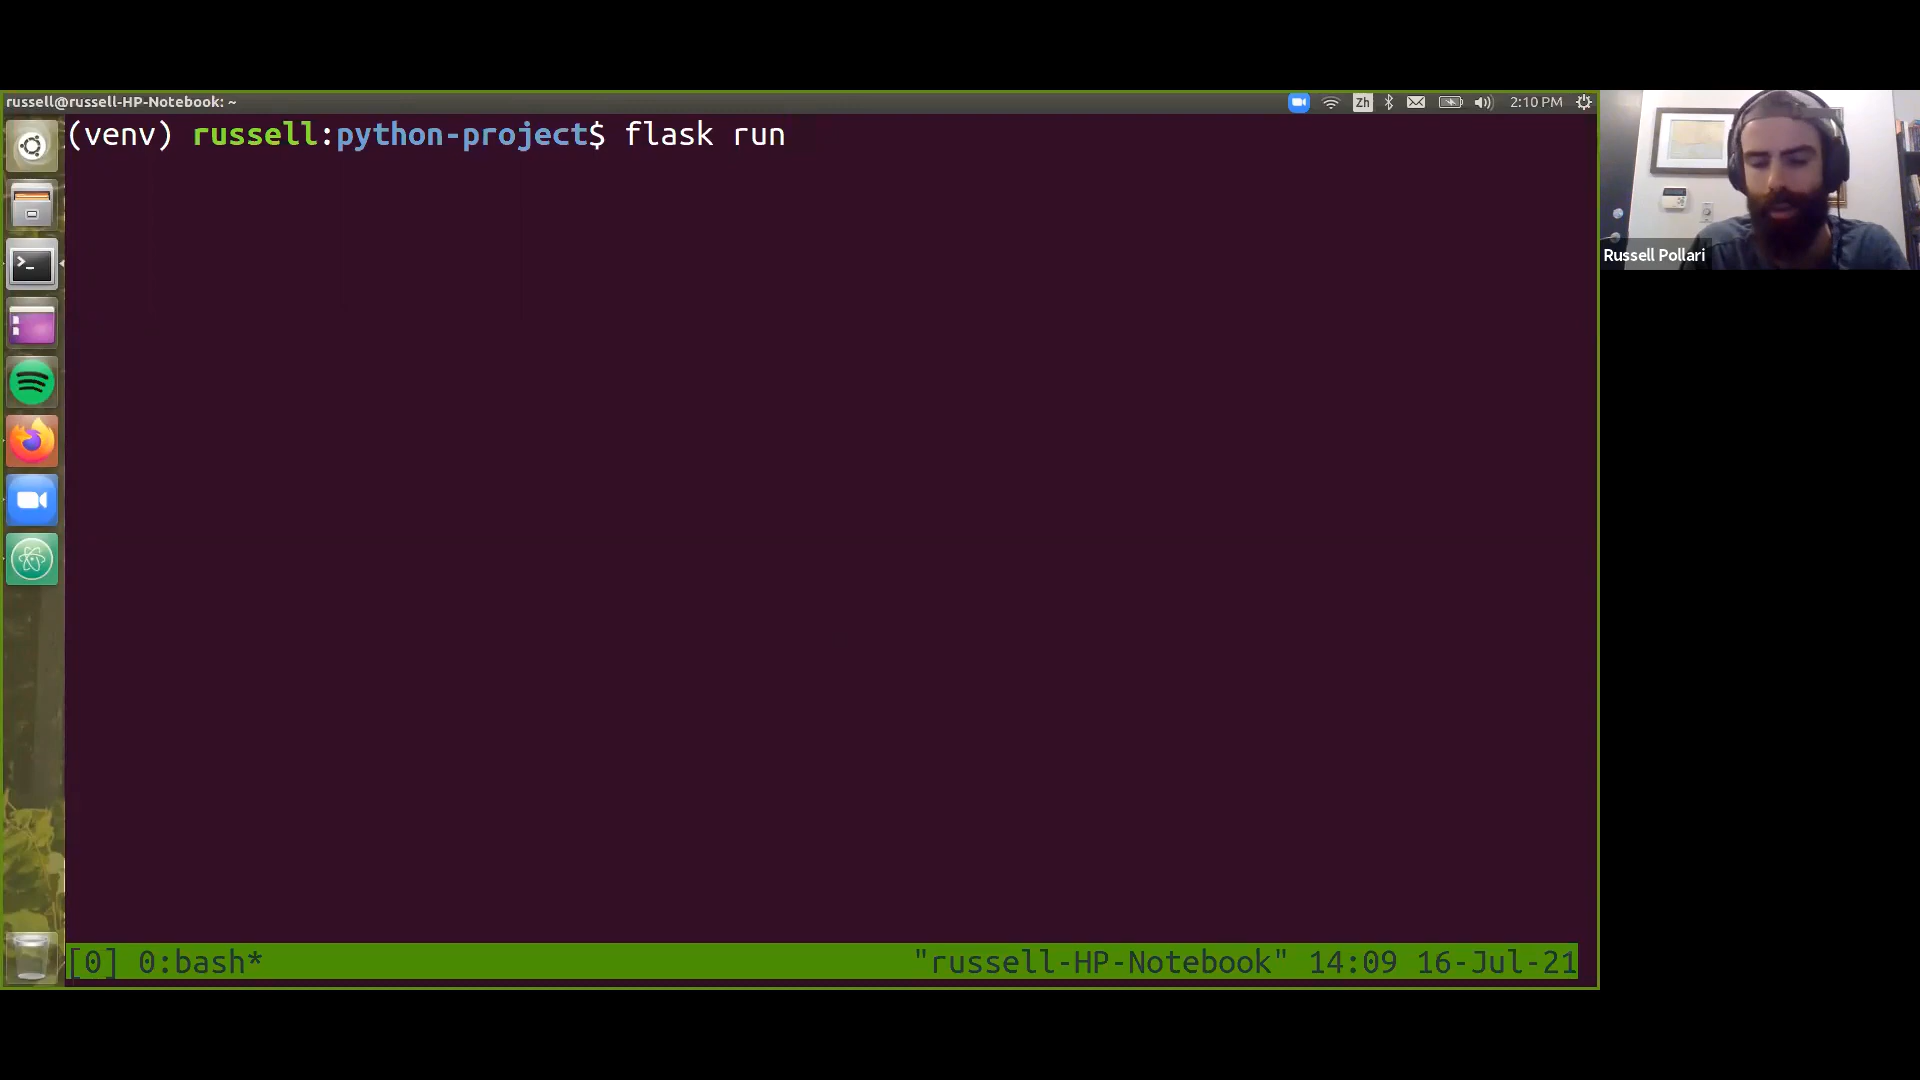 russell@russell-HP-Notebook: ~
Zh
2:10 PM
(venv) russell:python-project$ flask run
Russell Pollari
[0] 0:bash*
"russell-HP-Notebook" 14:09 16-Jul-21